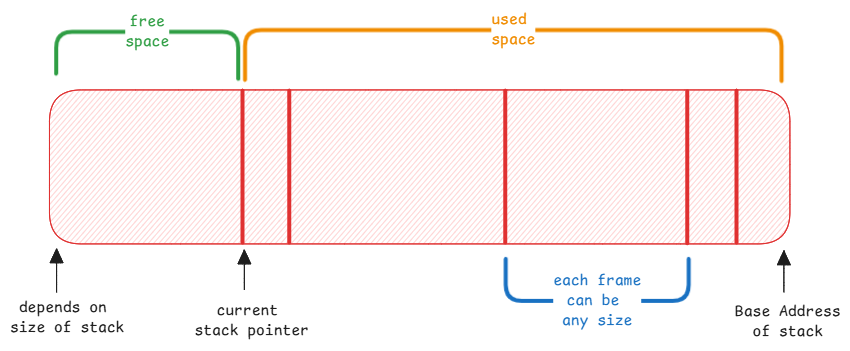 free
space
used
space
depends on
size of stack
current
stack pointer
each frame
can be
any size
Base Address
of stack